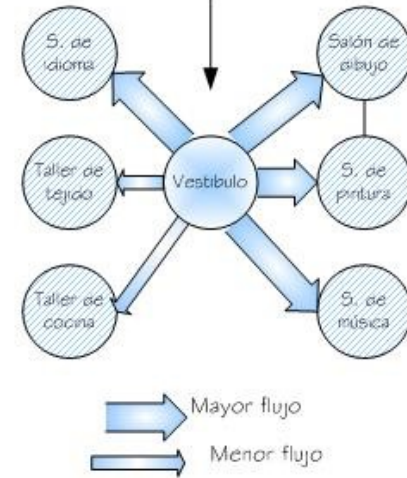 S. de
idioma
Salón de
dibujo
Taller de
tejido
Vestíbulo
S. de
pintura
Taller de
cocina
S. de
música
Mayor flujo
Menor flujo